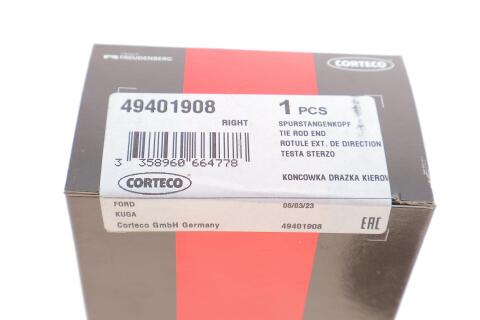 FREUDENBERG
CORTECO
49401908
1 PCS
RIGHT
SPURSTANGENKOPF
TIE ROD END
ROTULE EXT. DE DIRECTION
TESTA STERZO
3 358960 664778
CORTECO
KONCOWKA DRAZKA KIEROW
FORD
08/03/23
KUGA
Corteco GmbH Germany
49401908
EAC